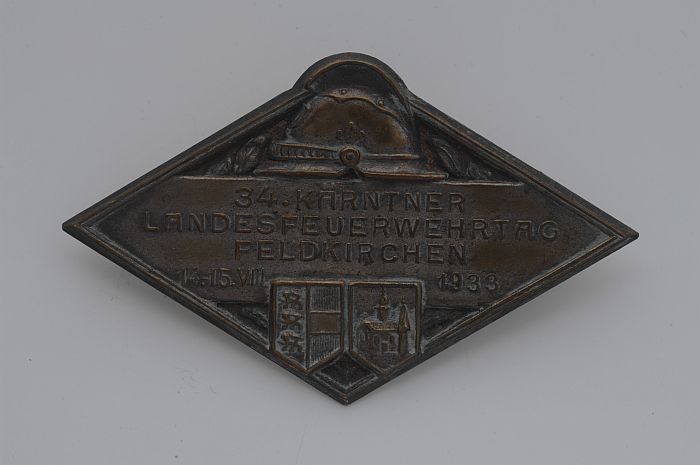 34. KÄRNTNER
LANDESFEUERWEHRTAG
FELDKIRCHEN
14.-15. VII. 1933